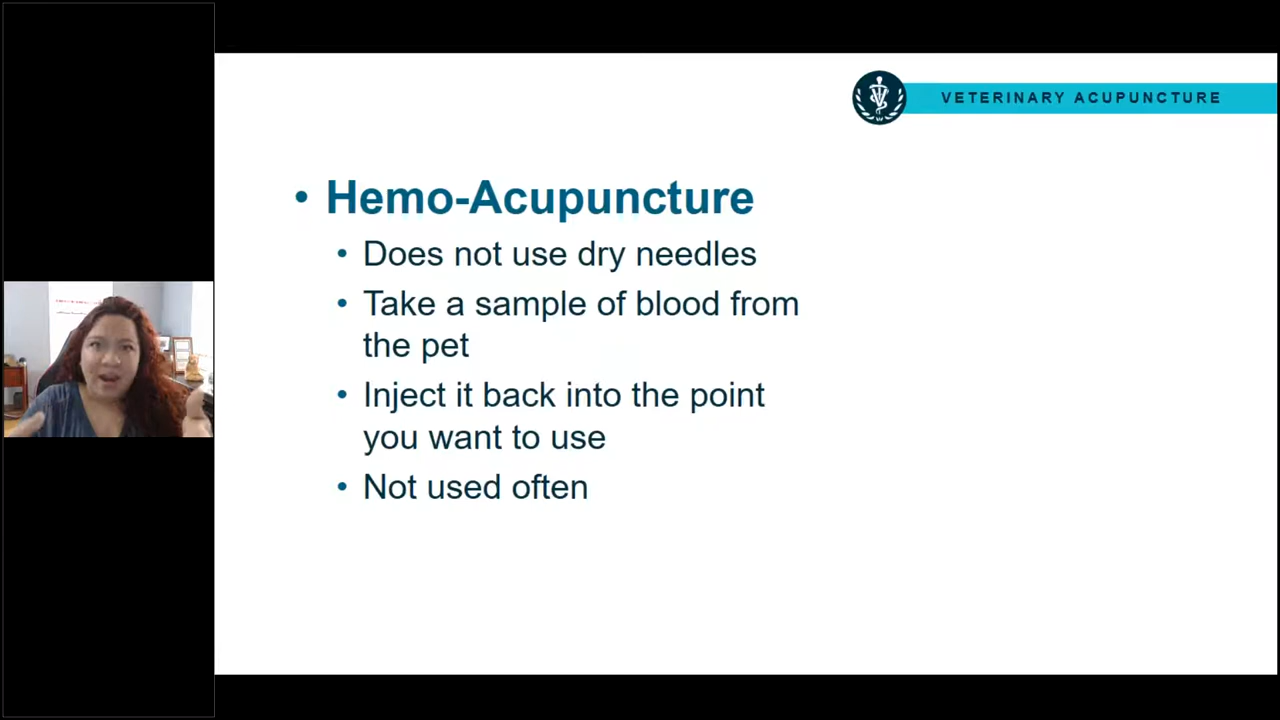 VETERINARY ACUPUNCTURE
• Hemo-Acupuncture
• Does not use dry needles
• Take a sample of blood from
the pet
• Inject it back into the point
you want to use
• Not used often